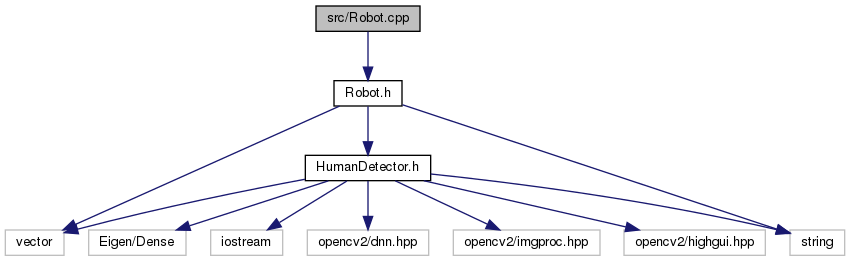 src/Robot.cpp
Robot.h
HumanDetector.h
vector
Eigen/Dense
iostream
opencv2/dnn.hpp
opencv2/imgproc.hpp
opencv2/highgui.hpp
string